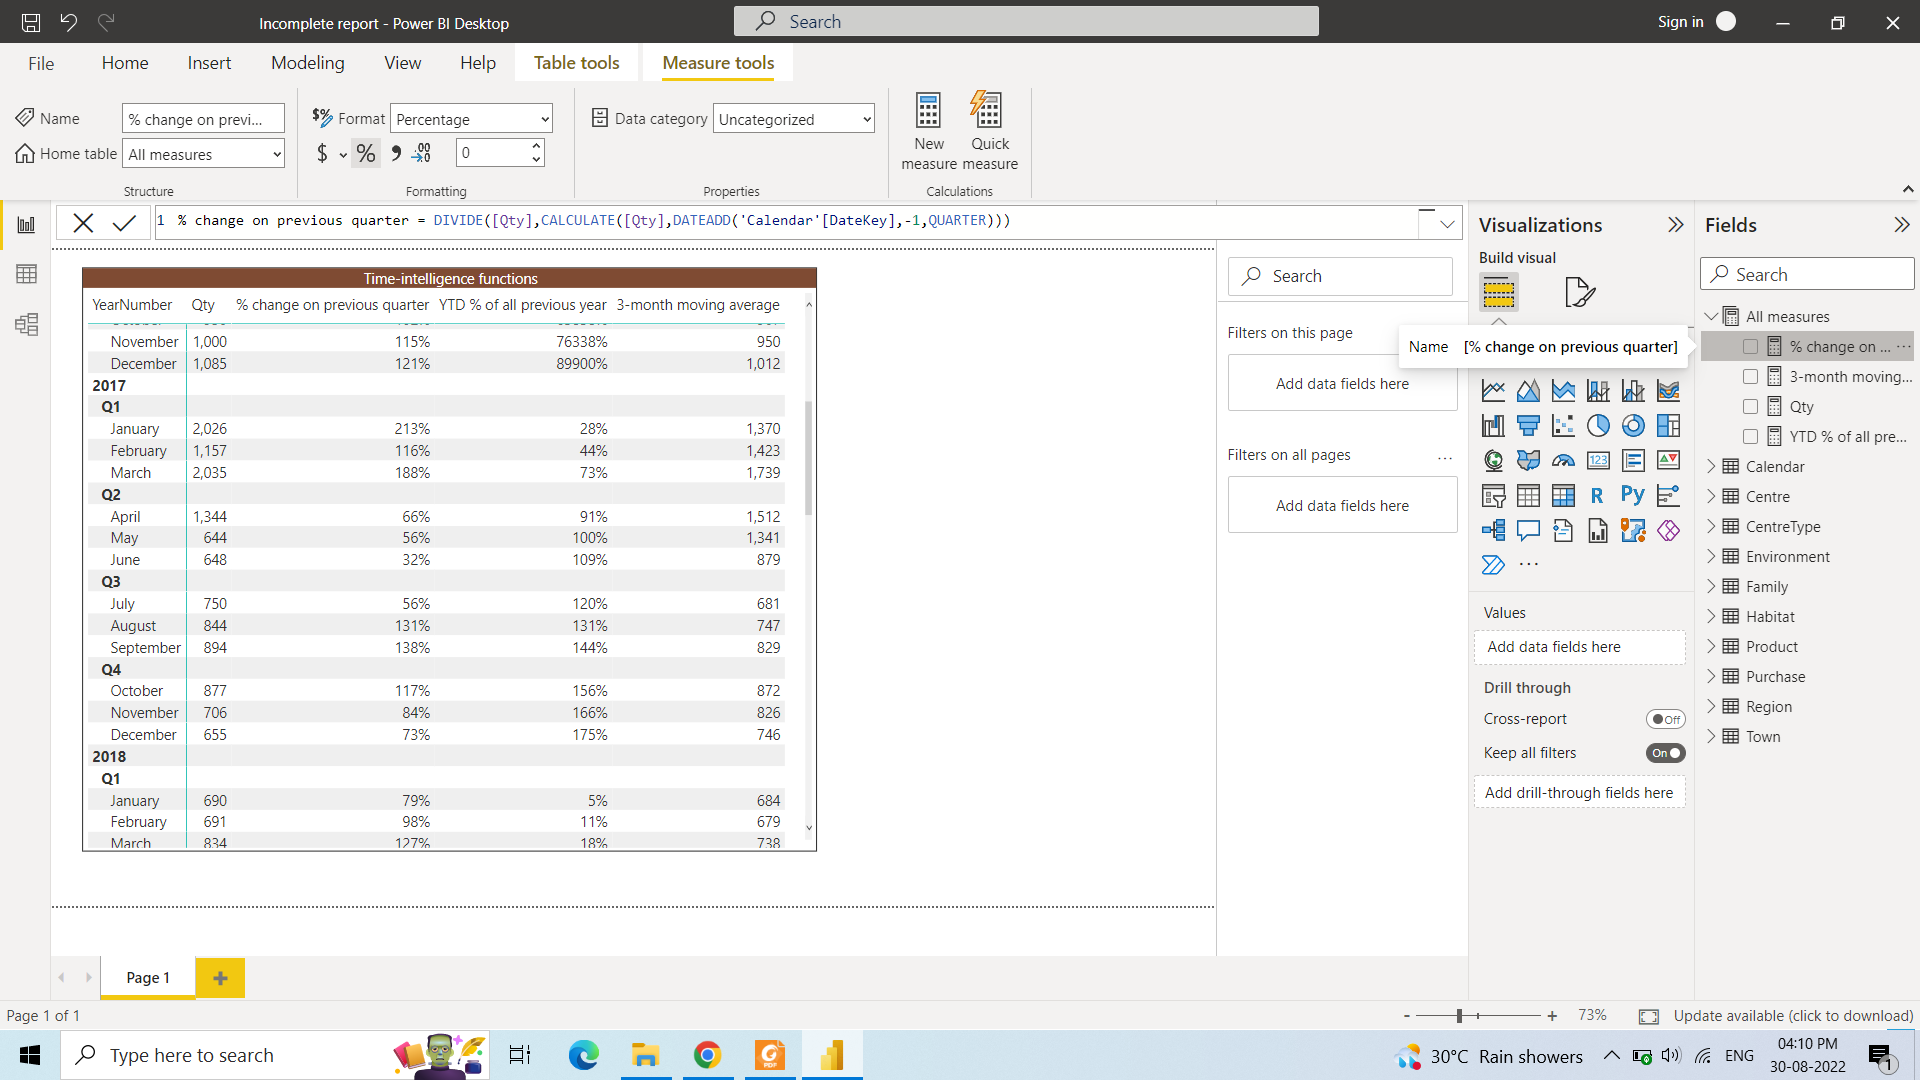 Incomplete report - Power BI Desktop
Search
Sign in
File Home Insert Modeling View Help Table tools Measure tools
Name % change on previ...
Home table All measures
Structure
Format Percentage
$ % 0
Formatting
Data category Uncategorized
Properties
New measure
Quick measure
Calculations
1 % change on previous quarter = DIVIDE([Qty],CALCULATE([Qty],DATEADD('Calendar'[DateKey],-1,QUARTER)))
Time-intelligence functions
YearNumber Qty % change on previous quarter YTD % of all previous year 3-month moving average
November 1,000 115% 76338% 950
December 1,085 121% 89900% 1,012
2017
Q1
January 2,026 213% 28% 1,370
February 1,157 116% 44% 1,423
March 2,035 188% 73% 1,739
Q2
April 1,344 66% 91% 1,512
May 644 56% 100% 1,341
June 648 32% 109% 879
Q3
July 750 56% 120% 681
August 844 131% 131% 747
September 894 138% 144% 829
Q4
October 877 117% 156% 872
November 706 84% 166% 826
December 655 73% 175% 746
2018
Q1
January 690 79% 5% 684
February 691 98% 11% 679
March 834 127% 18% 738
Search
Filters on this page
Add data fields here
Filters on all pages ...
Add data fields here
Visualizations
Build visual
Name [% change on previous quarter]
123
R Py
...
Values
Add data fields here
Drill through
Cross-report Off
Keep all filters On
Add drill-through fields here
Fields
Search
All measures
% change on ... ...
3-month moving...
Qty
YTD % of all pre...
Calendar
Centre
CentreType
Environment
Family
Habitat
Product
Purchase
Region
Town
Page 1 +
Page 1 of 1
- + 73%
Update available (click to download)
Type here to search
PDF
30°C Rain showers
ENG
04:10 PM
30-08-2022
1